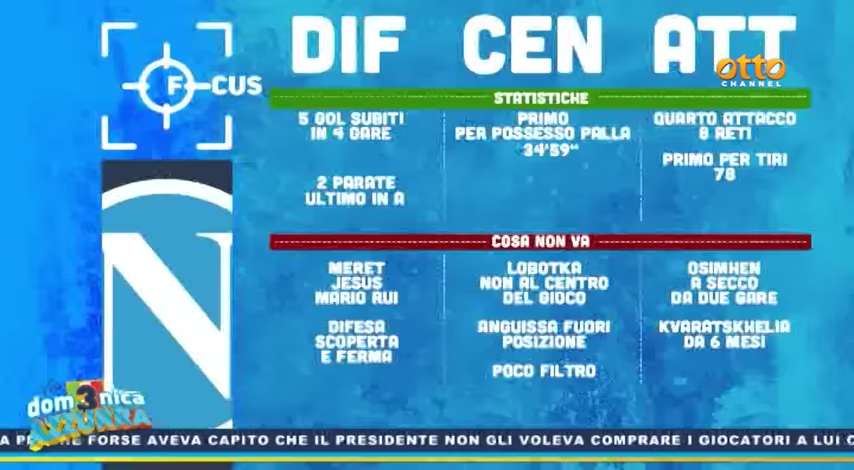 FOCUS
DIF CEN ATT
otto
CHANNEL
STATISTICHE
5 GOL SUBITI
IN 4 GARE
2 PARATE
ULTIMO IN A
PRIMO
PER POSSESSO PALLA
34'59"
QUARTO ATTACCO
8 RETI
PRIMO PER TIRI
78
COSA NON VA
MERET
JESUS
MARIO RUI
DIFESA
SCOPERTA
E FERMA
LOBOTKA
NON AL CENTRO
DEL GIOCO
ANGUISSA FUORI
POSIZIONE
POCO FILTRO
OSIMHEN
A SECCO
DA DUE GARE
KVARATSKHELIA
DA 6 MESI
N
dom3nica
AZZURRA
FORSE AVEVA CAPITO CHE IL PRESIDENTE NON GLI VOLEVA COMPRARE I GIOCATORI A LUI